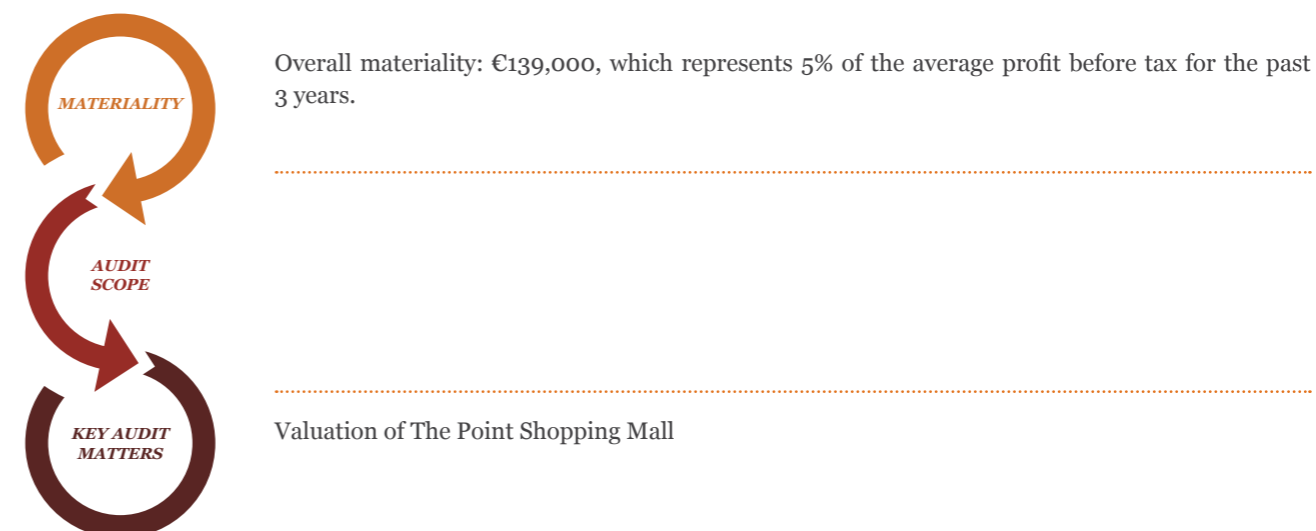 MATERIALITY
Overall materiality: €139,000, which represents 5% of the average profit before tax for the past
3 years.
AUDIT
SCOPE
KEY AUDIT
MATTERS
Valuation of The Point Shopping Mall